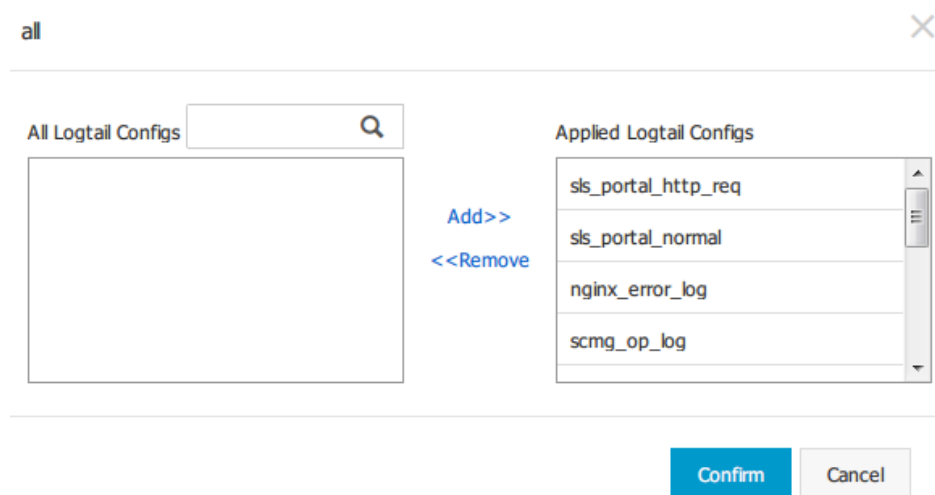 all
All Logtail Configs
Applied Logtail Configs
sls_portal_http_req
Add>>
sls_portal_normal
<<Remove
nginx_error_log
scmg_op_log
Confirm Cancel